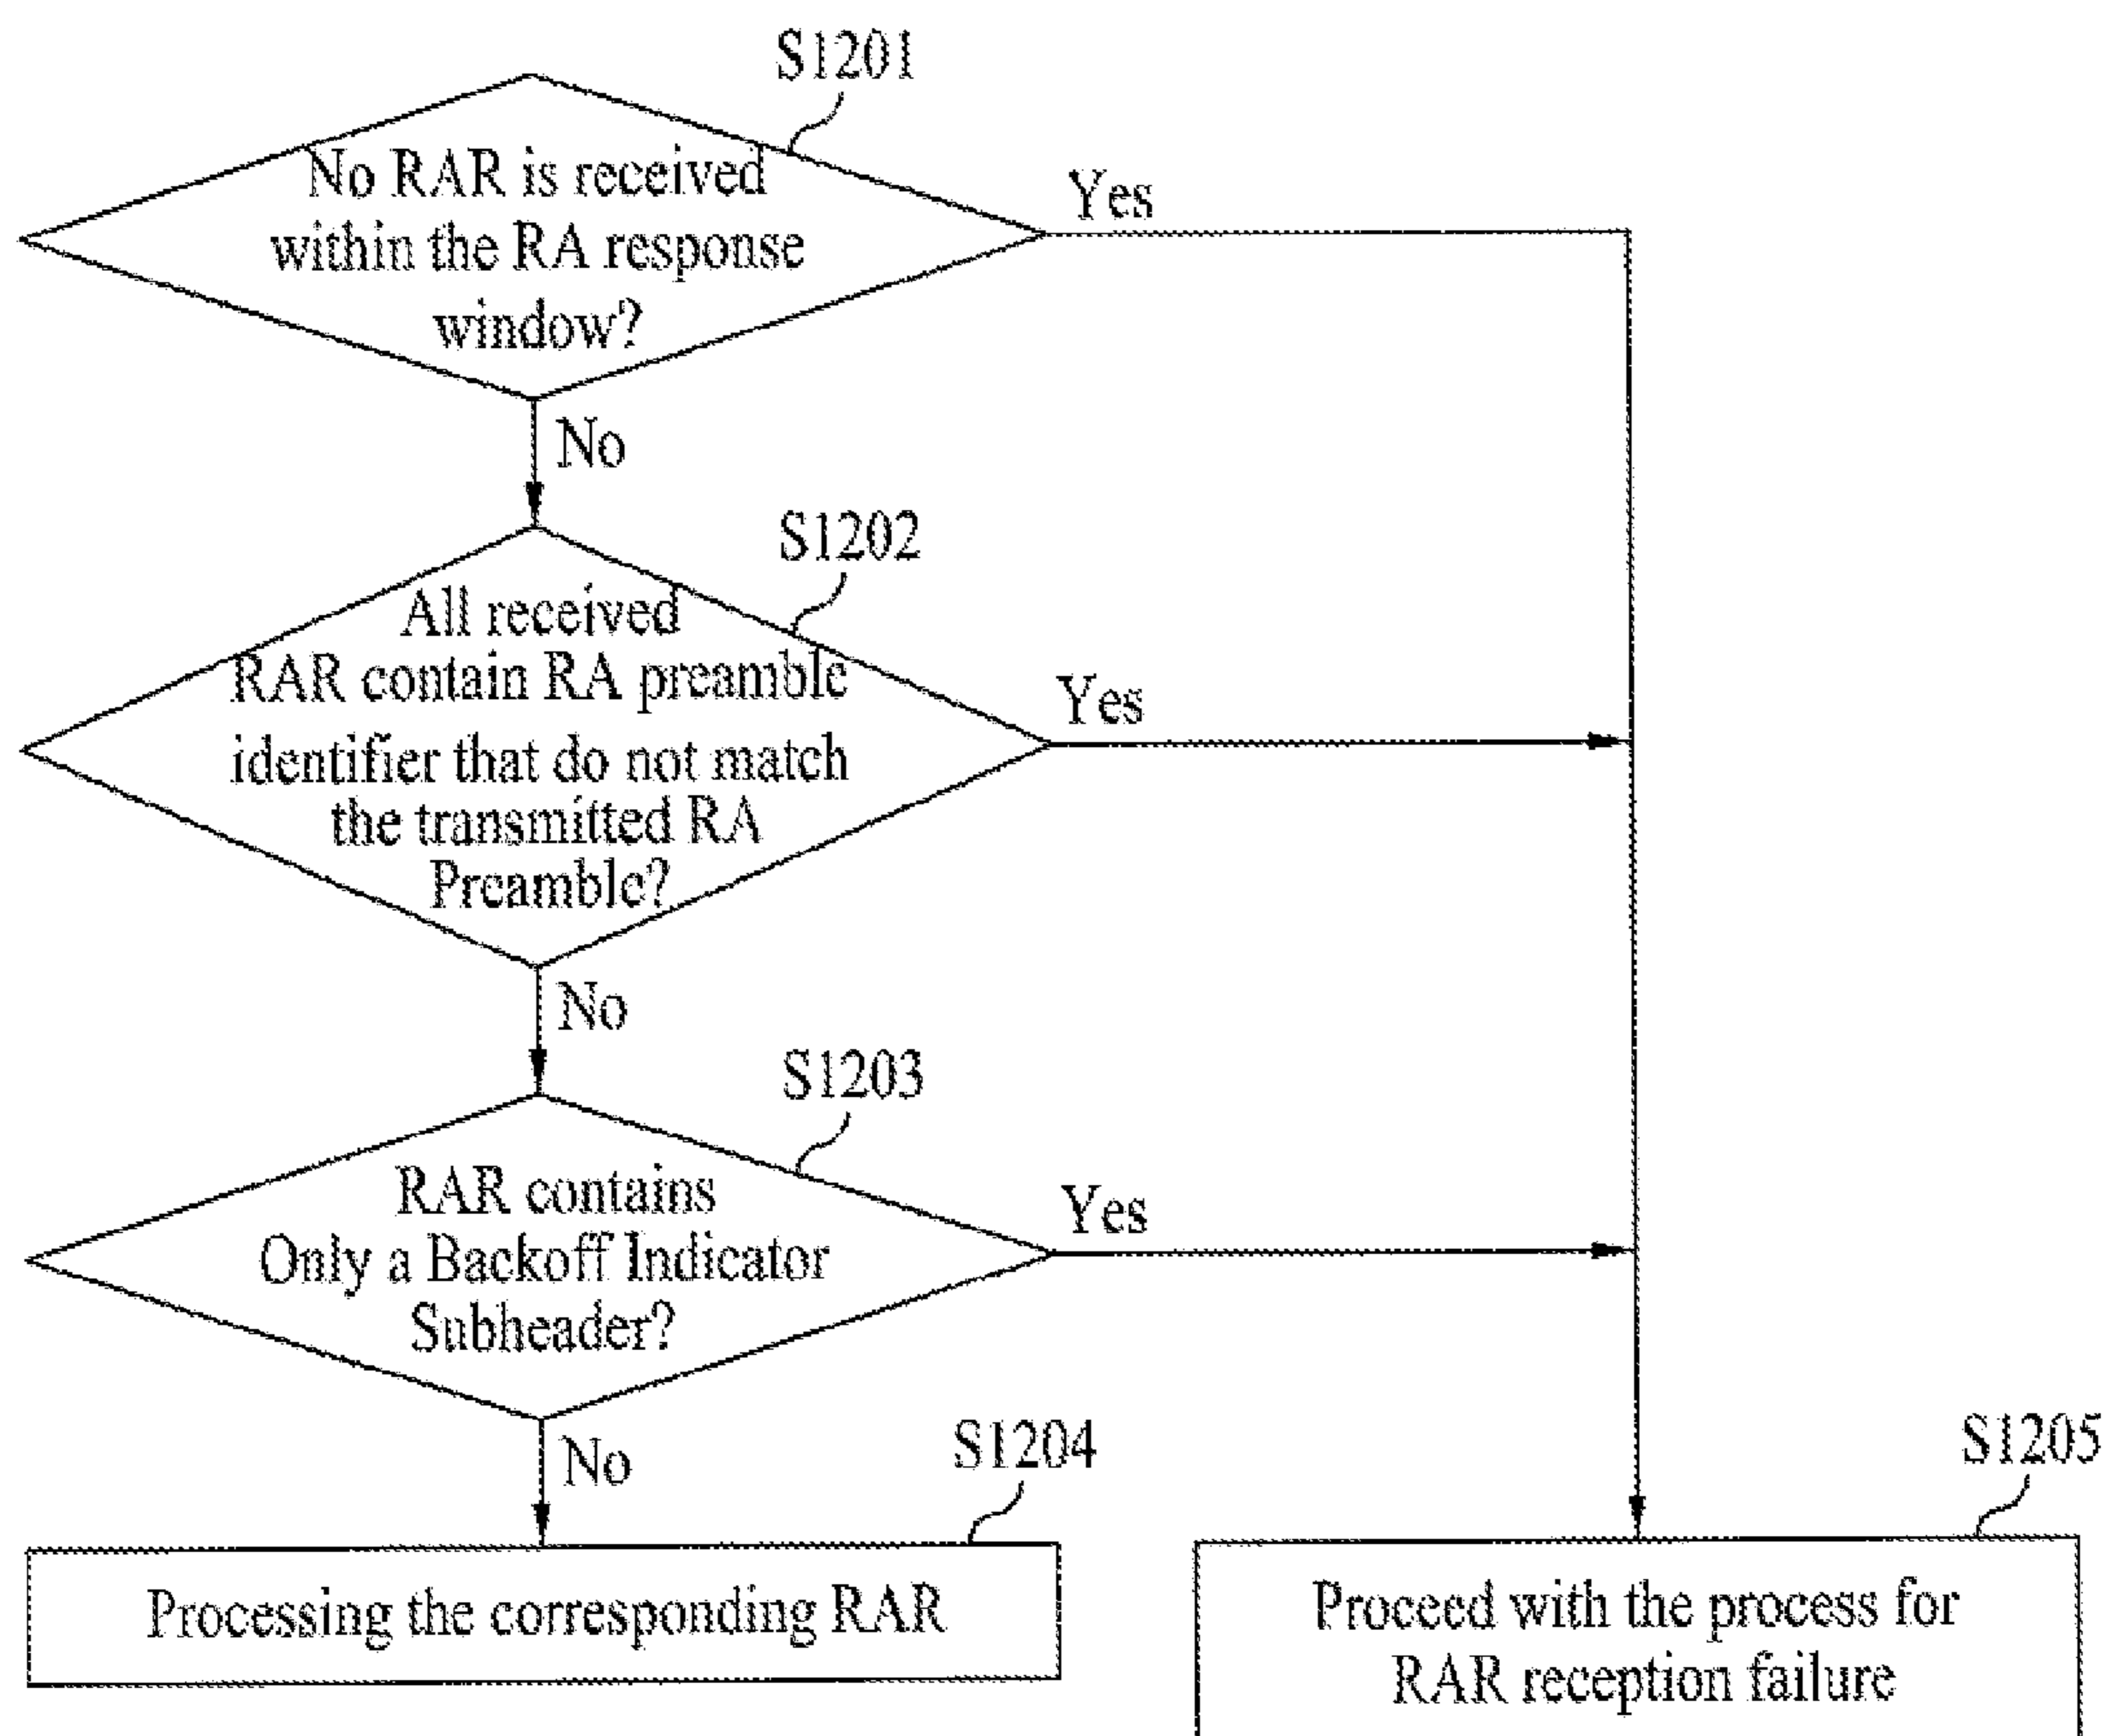 S1201
No RAR is received
within the RA response
window?
Yes
No
S1202
All received
RAR contain RA preamble
identifier that do not match
the transmitted RA
Preamble?
Yes
No
S1203
RAR contains
Only a Backoff Indicator
Subheader?
Yes
No
S1204
Processing the corresponding RAR
S1205
Proceed with the process for
RAR reception failure